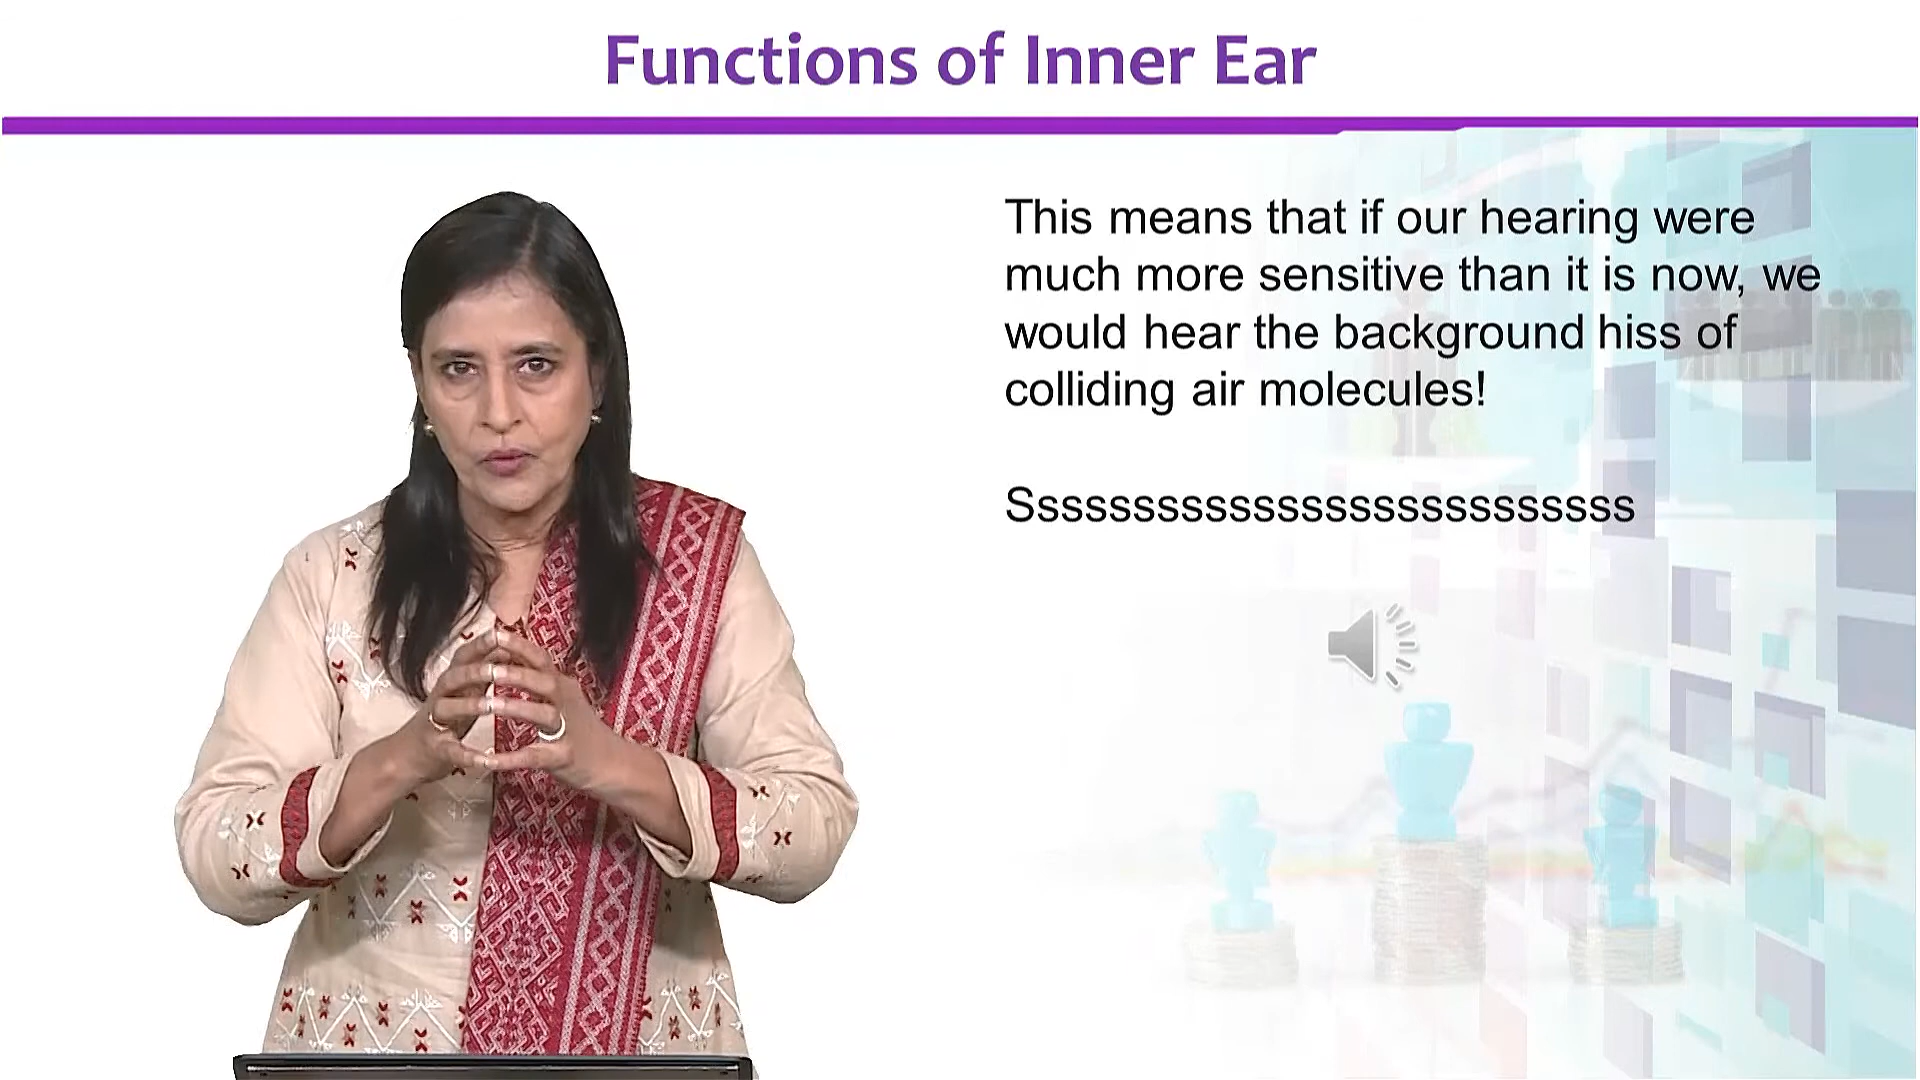 Functions of Inner Ear
This means that if our hearing were
much more sensitive than it is now, we
would hear the background hiss of
colliding air molecules!
Ssssssssssssssssssssssssss